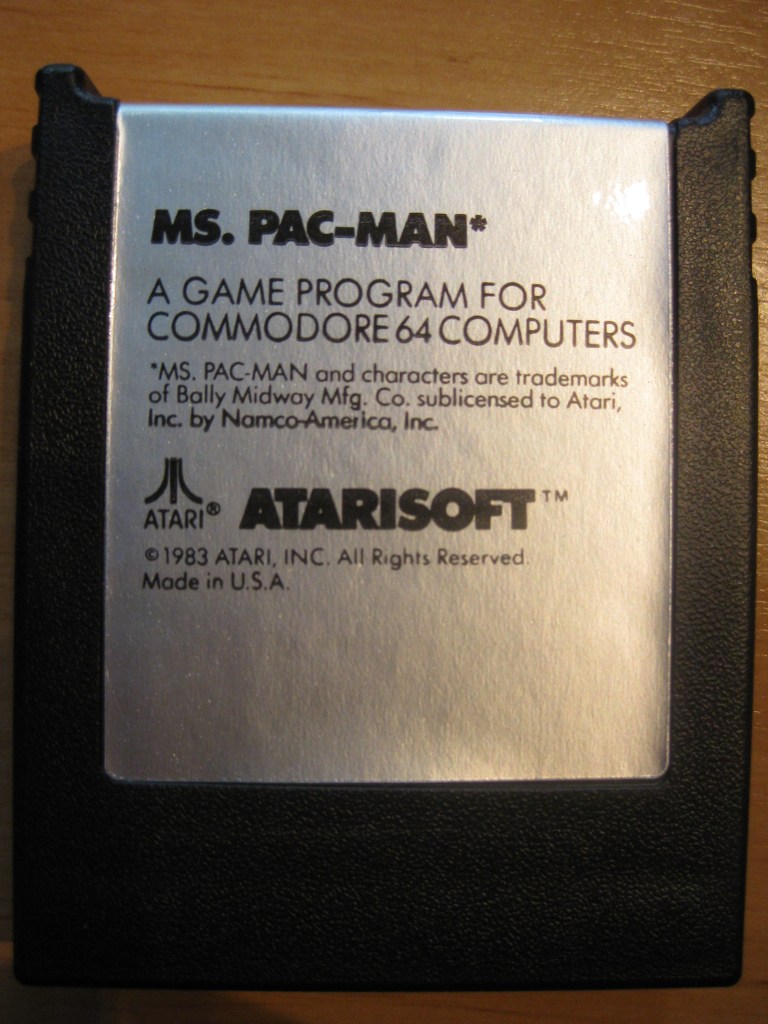 MS. PAC-MAN*
A GAME PROGRAM FOR
COMMODORE 64 COMPUTERS
*MS. PAC-MAN and characters are trademarks
of Bally Midway Mfg. Co. sublicensed to Atari,
Inc. by Namco-America, Inc.
ATARI® ATARISOFT™
©1983 ATARI, INC. All Rights Reserved.
Made in U.S.A.